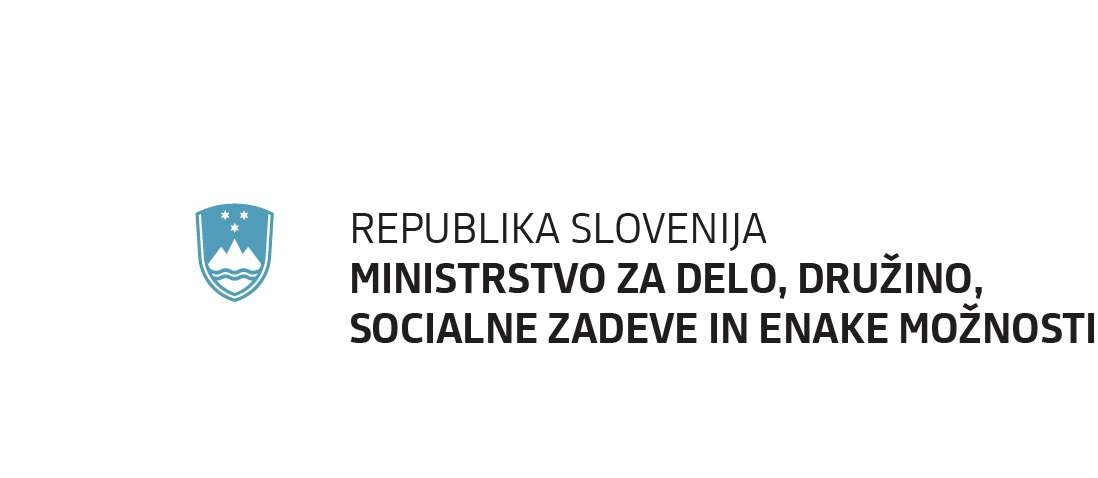 REPUBLIKA SLOVENIJA
MINISTRSTVO ZA DELO, DRUŽINO,
SOCIALNE ZADEVE IN ENAKE MOŽNOSTI